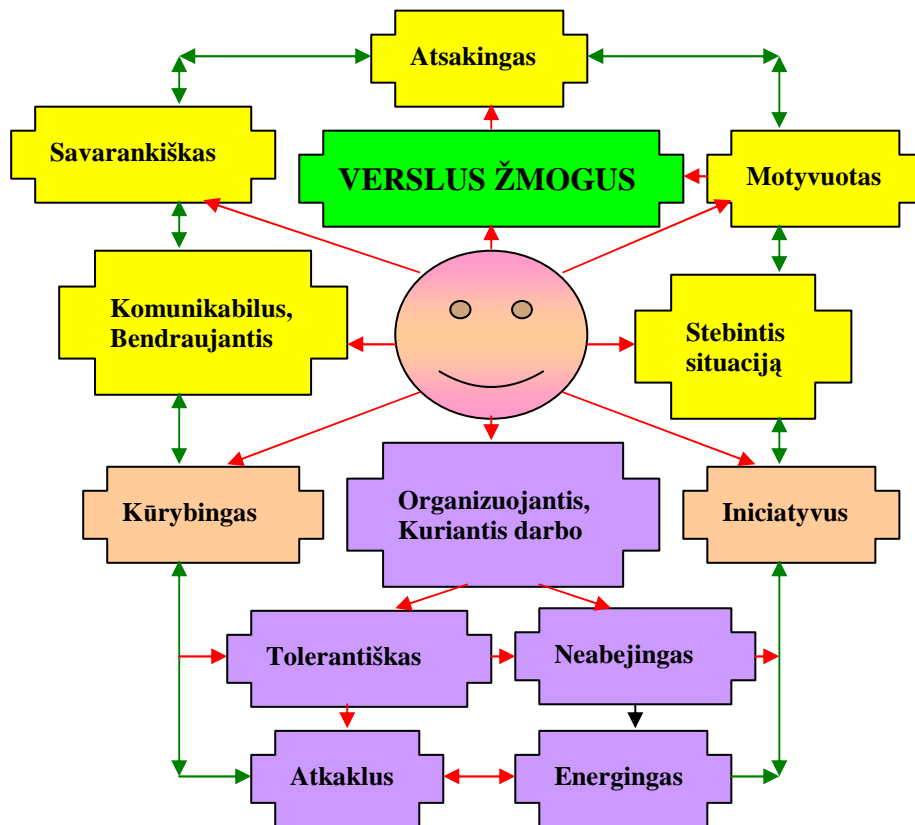 Atsakingas
Savarankiškas
VERSLUS ŽMOGUS
Motyvuotas
Komunikabilus,
Bendraujantis
Stebintis
situaciją
Kūrybingas
Organizuojantis,
Kuriantis darbo
Iniciatyvus
Tolerantiškas
Neabejingas
Atkaklus
Energingas